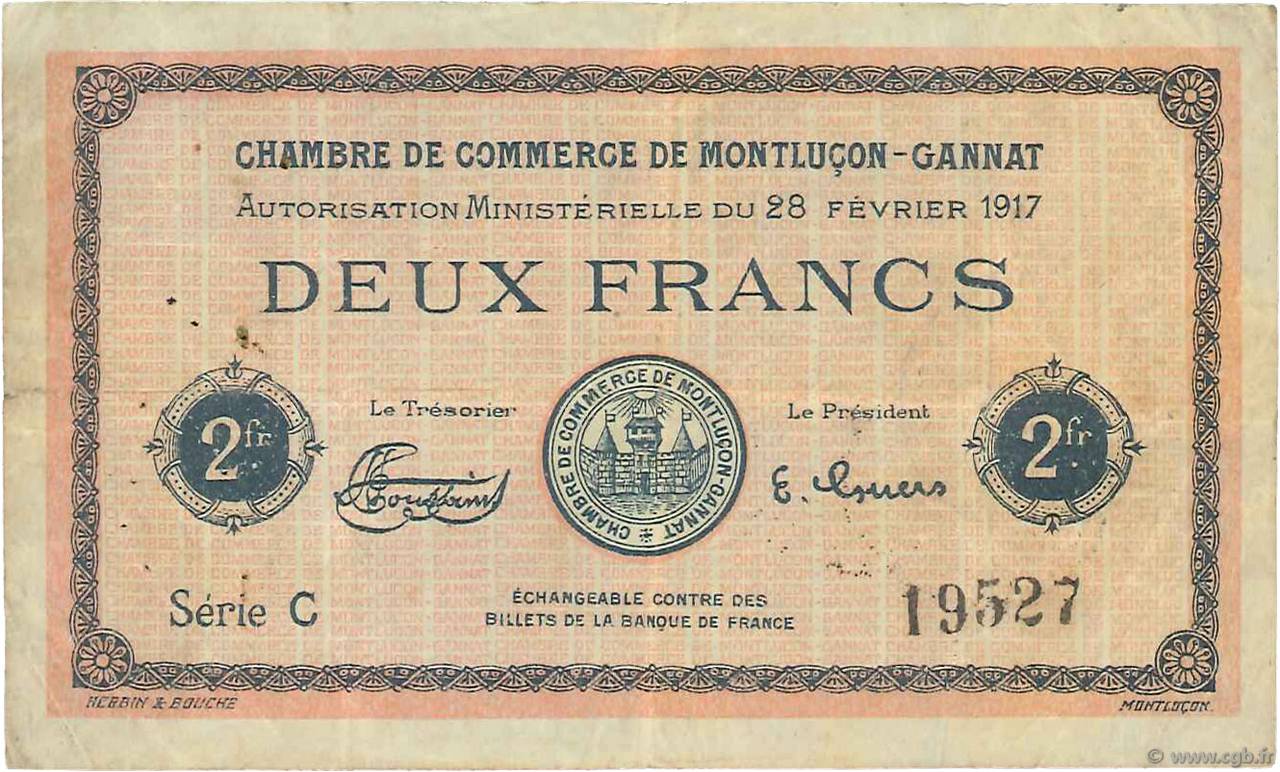 CHAMBRE DE COMMERCE DE MONTLUÇON-GANNAT
AUTORISATION MINISTÉRIELLE DU 28 FÉVRIER 1917
DEUX FRANCS
2fr
Le Trésorier
CHAMBRE DE COMMERCE DE MONTLUÇON-GANNAT
Le Président
2fr
Série C
ÉCHANGEABLE CONTRE DES
BILLETS DE LA BANQUE DE FRANCE
19527
HERBIN & BOUCHE
MONTLUÇON.
© www.cgb.fr